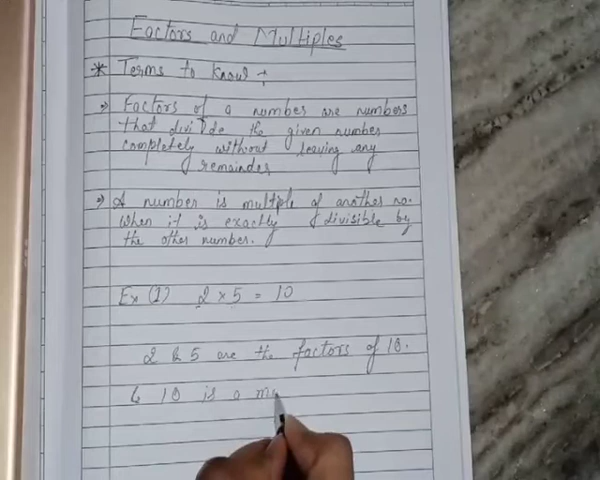 Factors and Multiples
* Terms to know :
→ Factors of a number are numbers
that divide the given number
completely without leaving any
remainder
→ A number is multiple of another no.
when it is exactly divisible by
the other number.
Ex (1) 2 × 5 = 10
2 & 5 are the factors of 10.
& 10 is a mu